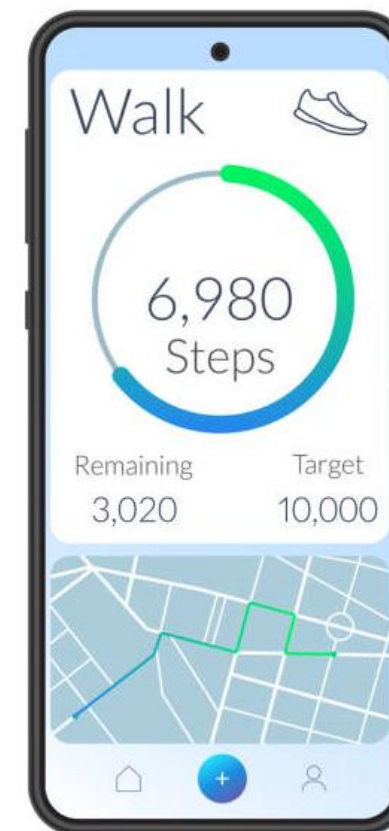 Walk
6,980
Steps
Remaining Target
3,020 10,000
+